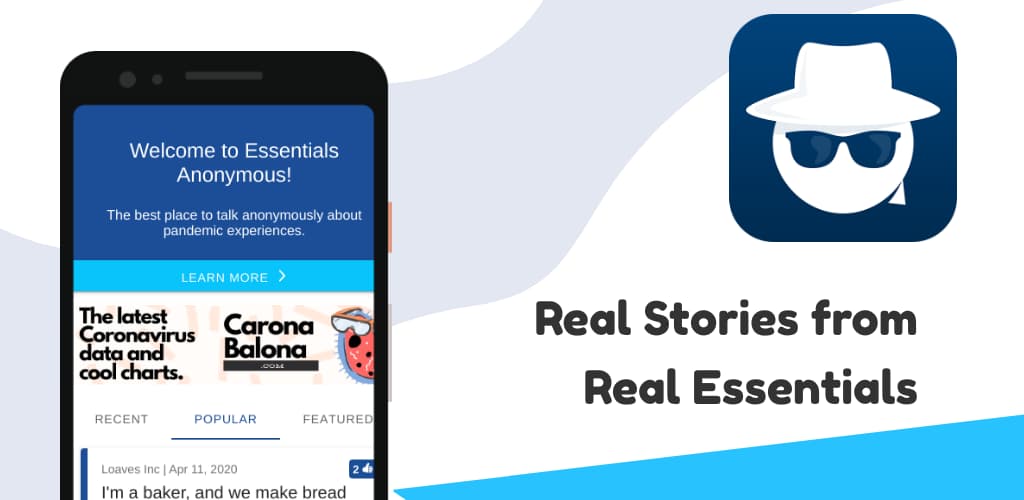 Welcome to Essentials
Anonymous!
The best place to talk anonymously about
pandemic experiences.
LEARN MORE
The latest
Coronavirus
data and
cool charts.
Carona
Balona
.COM
RECENT
POPULAR
FEATURED
Loaves Inc | Apr 11, 2020
2
I'm a baker, and we make bread
Real Stories from
Real Essentials